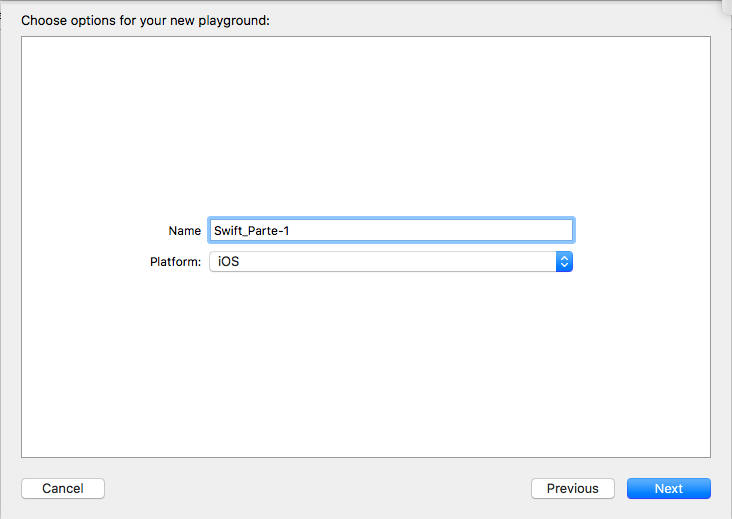 Choose options for your new playground:
Name Swift_Parte-1
Platform: iOS
Cancel Previous Next